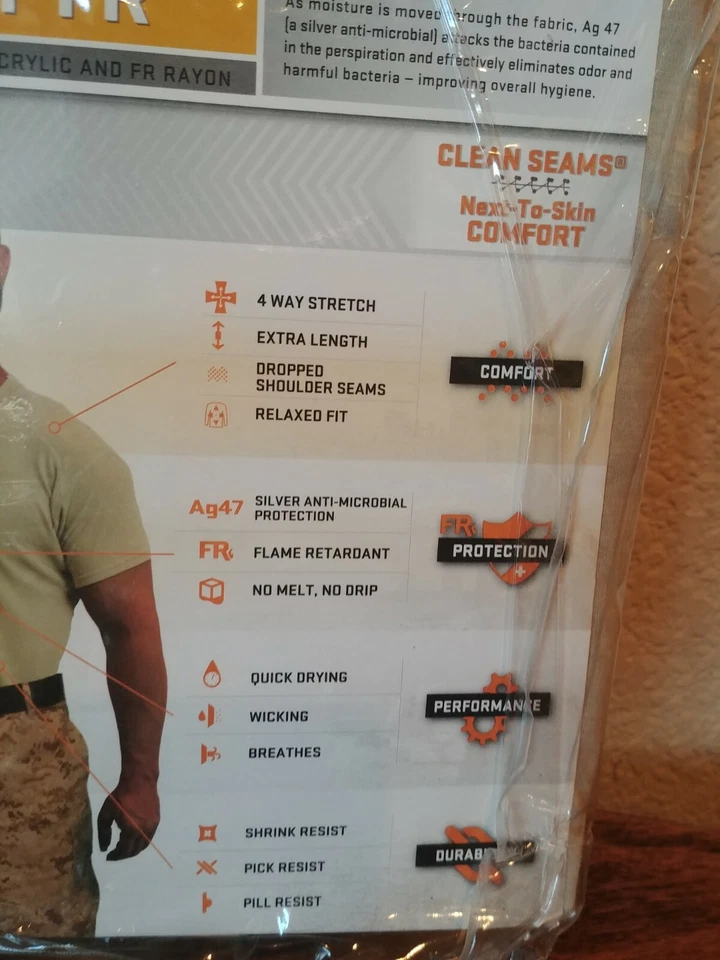 As moisture is moved through the fabric, Ag 47
(a silver anti-microbial) attacks the bacteria contained
in the perspiration and effectively eliminates odor and
harmful bacteria – improving overall hygiene.
FR
CRYLIC AND FR RAYON
CLEAN SEAMS®
Next-To-Skin
COMFORT
4 WAY STRETCH
EXTRA LENGTH
DROPPED
SHOULDER SEAMS
RELAXED FIT
COMFORT
Ag47 SILVER ANTI-MICROBIAL
PROTECTION
FR FLAME RETARDANT
NO MELT, NO DRIP
FR
PROTECTION
QUICK DRYING
WICKING
BREATHES
PERFORMANCE
SHRINK RESIST
PICK RESIST
PILL RESIST